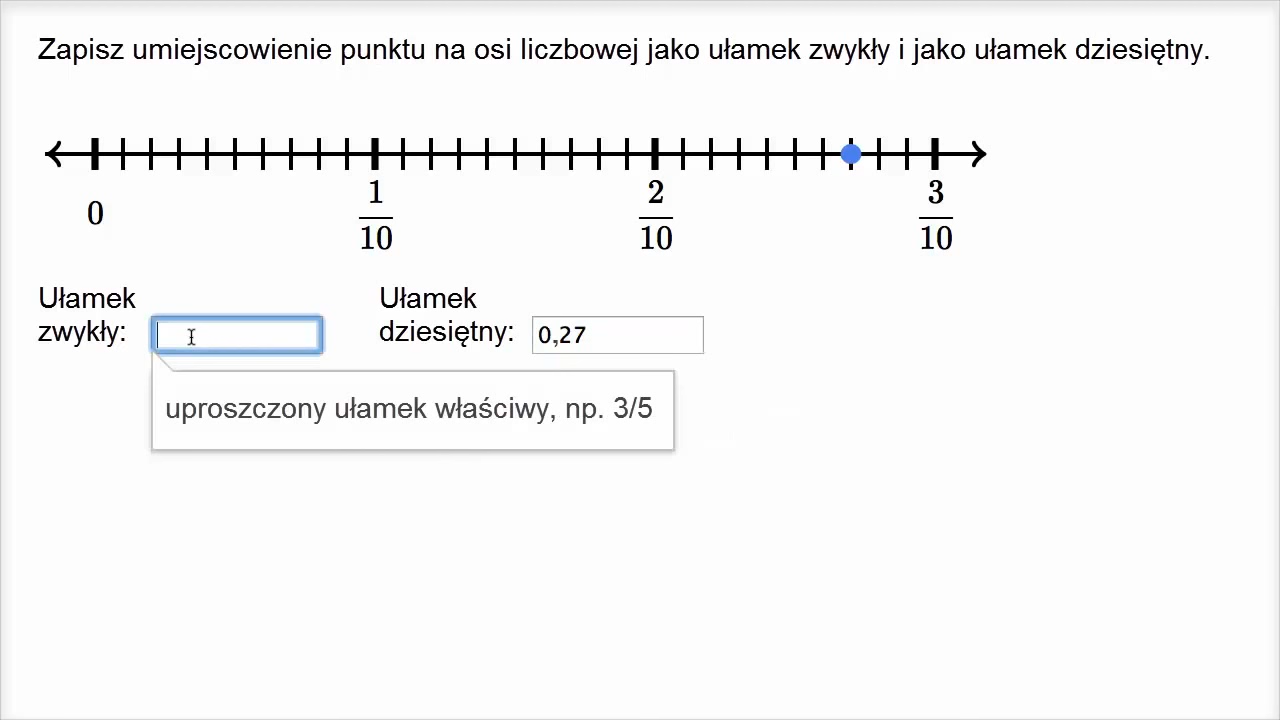 Zapisz umiejscowienie punktu na osi liczbowej jako ułamek zwykły i jako ułamek dziesiętny.
0 1/10 2/10 3/10
Ułamek zwykły:
Ułamek dziesiętny: 0,27
uproszczony ułamek właściwy, np. 3/5